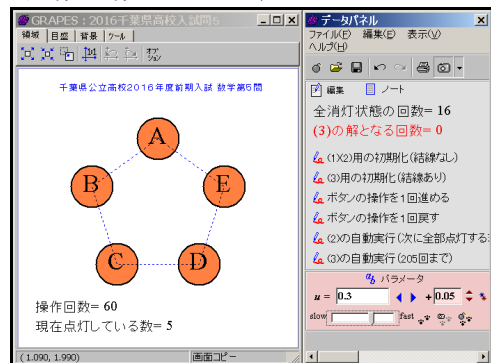 GRAPES : 2016千葉県高校入試問5
領域 目盛 背景 ツール
オプション
千葉県公立高校2016年度前期入試 数学第5問
A
B
E
C
D
操作回数= 60
現在点灯している数= 5
(1.090, 1.990)
画面コピー
データパネル
ファイル(F) 編集(E) 表示(V)
ヘルプ(H)
編集 ノート
全消灯状態の回数= 16
(3)の解となる回数= 0
(1)(2)用の初期化(結線なし)
(3)用の初期化(結線あり)
ボタンの操作を1回進める
ボタンの操作を1回戻す
(2)の自動実行(次に全部点灯する
(3)の自動実行(205回まで)
パラメータ
u = 0.3 +0.05
slow fast